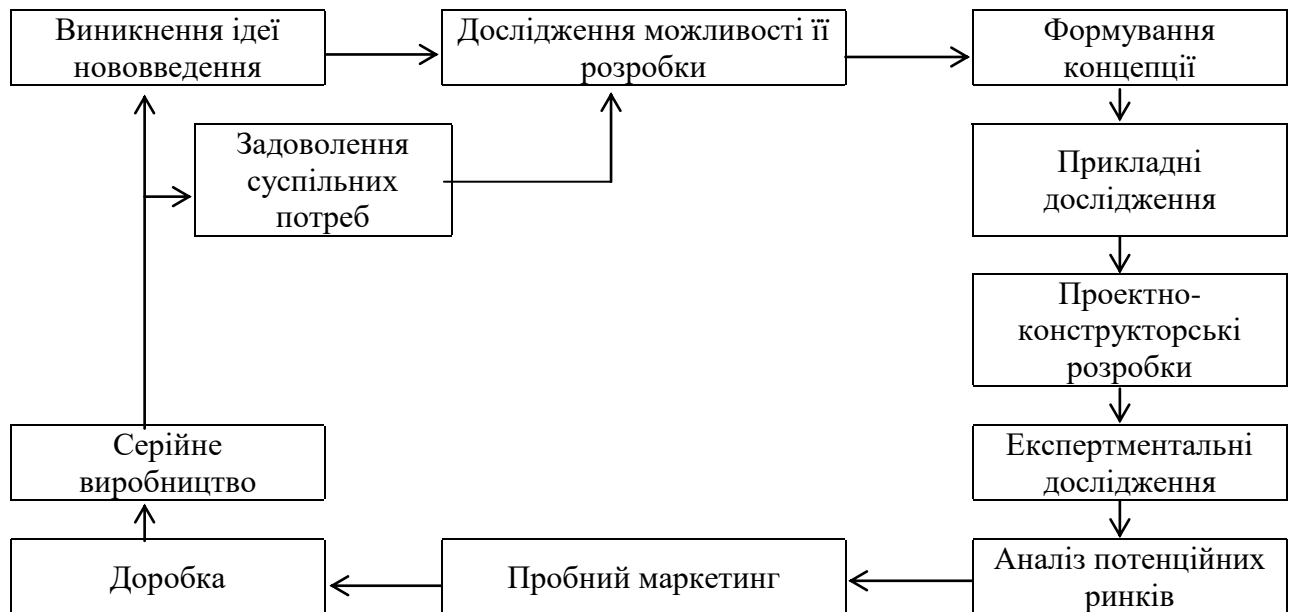 Виникнення ідеї
нововведення
Дослідження можливості її
розробки
Формування
концепції
Задоволення
суспільних
потреб
Прикладні
дослідження
Проектно-
конструкторські
розробки
Серійне
виробництво
Експертментальні
дослідження
Доробка
Пробний маркетинг
Аналіз потенційних
ринків